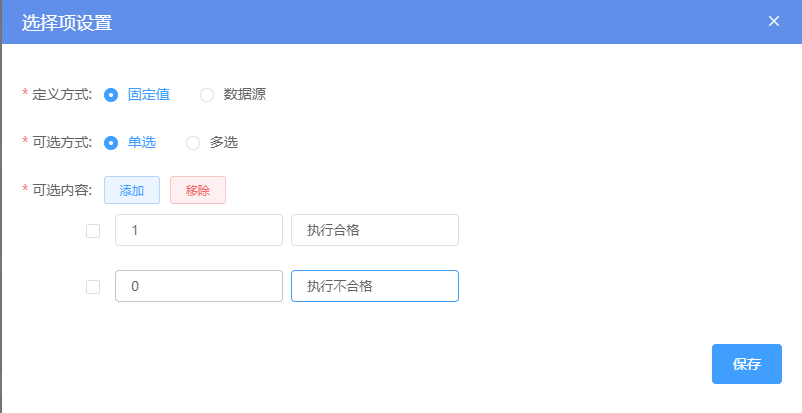 选择项设置
* 定义方式: 固定值 数据源
* 可选方式: 单选 多选
* 可选内容: 添加 移除
1 执行合格
0 执行不合格
保存